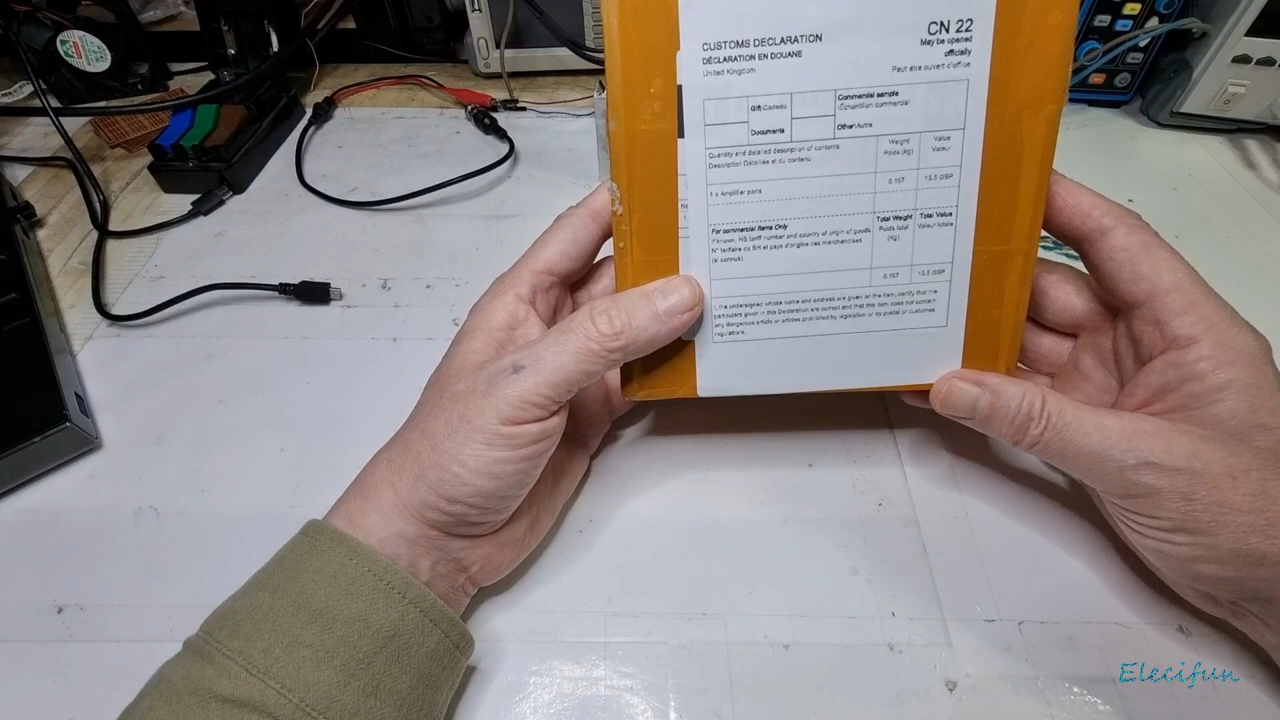 CUSTOMS DECLARATION
DÉCLARATION EN DOUANE
United Kingdom
CN 22
May be opened
officially
Peut être ouvert d'office
Gift\Cadeau
Commercial sample
\Échantillon commercial
Documents
Other\Autre
Quantity and detailed description of contents
Description Détaillée et du contenu
Weight
Poids (kg)
Value
Valeur
1 x Amplifier parts
0.157
13.5 GBP
For commercial items Only
If known, HS tariff number and country of origin of goods
N° tarifaire du SH et pays d'origine des marchandises
(si connus)
Total Weight
Poids total
(Kg)
Total Value
Valeur totale
0.157
13.5 GBP
I, the undersigned whose name and address are given on the item, certify that the
particulars given in this Declaration are correct and that this item does not contain
any dangerous article or articles prohibited by legislation or by postal or customs
regulations.
Elecifun